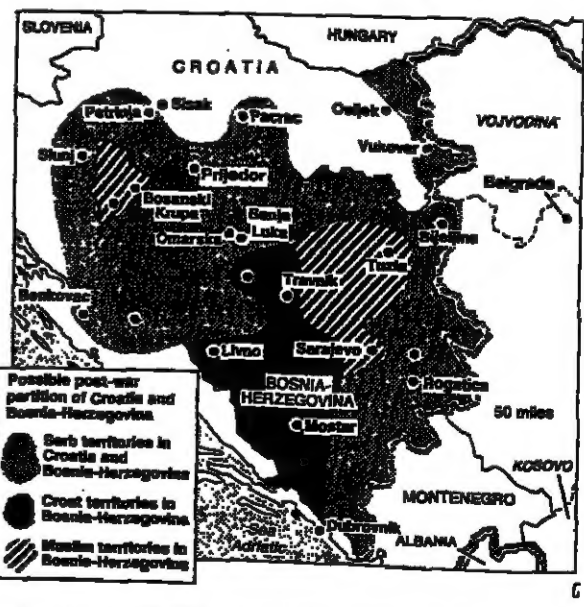 SLOVENIA
HUNGARY
CROATIA
Sisak
Petrinja
Pacrac
Osijek
VOJVODINA
Slunj
Vukovar
Prijedor
Belgrade
Bosanski
Krupa
Banja
Luka
Omarska
Tuzla
Travnik
Benkovac
Livno
Sarajevo
Rogatica
BOSNIA-
HERZEGOVINA
Mostar
50 miles
KOSOVO
MONTENEGRO
Dubrovnik
ALBANIA
Sea
Adriatic
Possible post-war
partition of Croatia and
Bosnia-Herzegovina
Serb territories in
Croatia and
Bosnia-Herzegovina
Croat territories in
Bosnia-Herzegovina
Muslim territories in
Bosnia-Herzegovina